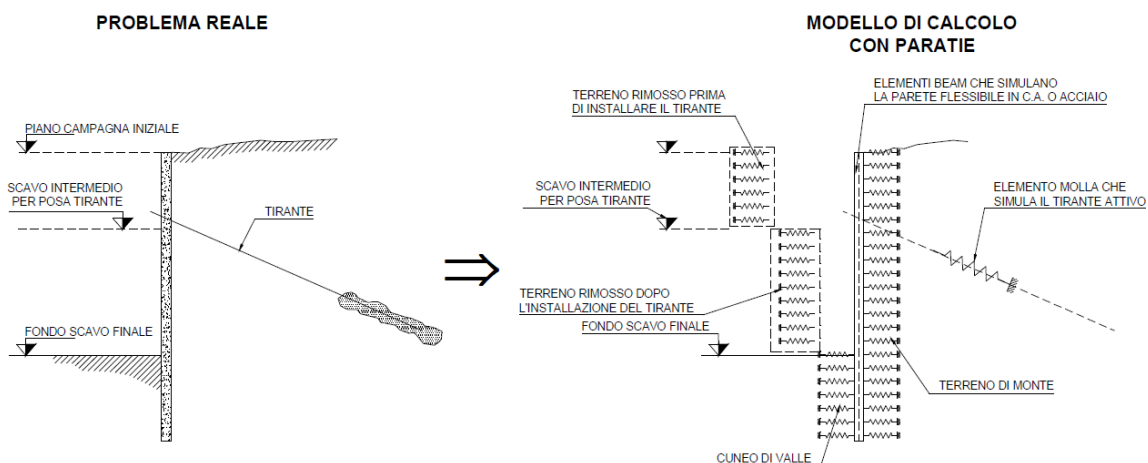 PROBLEMA REALE
PIANO CAMPAGNA INIZIALE
SCAVO INTERMEDIO
PER POSA TIRANTE
TIRANTE
FONDO SCAVO FINALE
MODELLO DI CALCOLO
CON PARATIE
TERRENO RIMOSSO PRIMA
DI INSTALLARE IL TIRANTE
ELEMENTI BEAM CHE SIMULANO
LA PARETE FLESSIBILE IN C.A. O ACCIAIO
SCAVO INTERMEDIO
PER POSA TIRANTE
ELEMENTO MOLLA CHE
SIMULA IL TIRANTE ATTIVO
TERRENO RIMOSSO DOPO
L'INSTALLAZIONE DEL TIRANTE
FONDO SCAVO FINALE
TERRENO DI MONTE
CUNEO DI VALLE